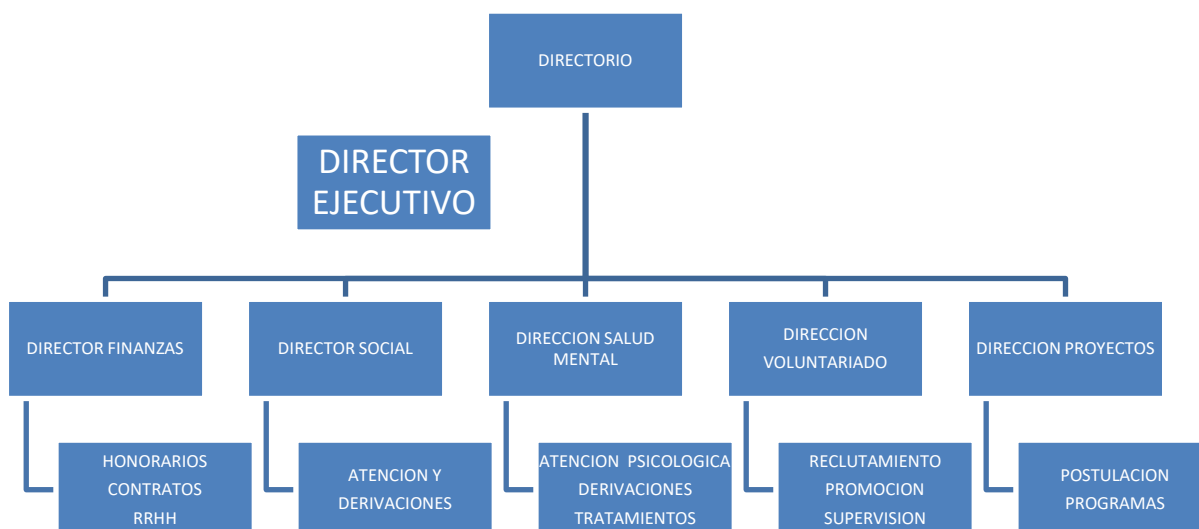 DIRECTORIO
DIRECTOR
EJECUTIVO
DIRECTOR FINANZAS
DIRECTOR SOCIAL
DIRECCION SALUD
MENTAL
DIRECCION
VOLUNTARIADO
DIRECCION PROYECTOS
HONORARIOS
CONTRATOS
RRHH
ATENCION Y
DERIVACIONES
ATENCION PSICOLOGICA
DERIVACIONES
TRATAMIENTOS
RECLUTAMIENTO
PROMOCION
SUPERVISION
POSTULACION
PROGRAMAS